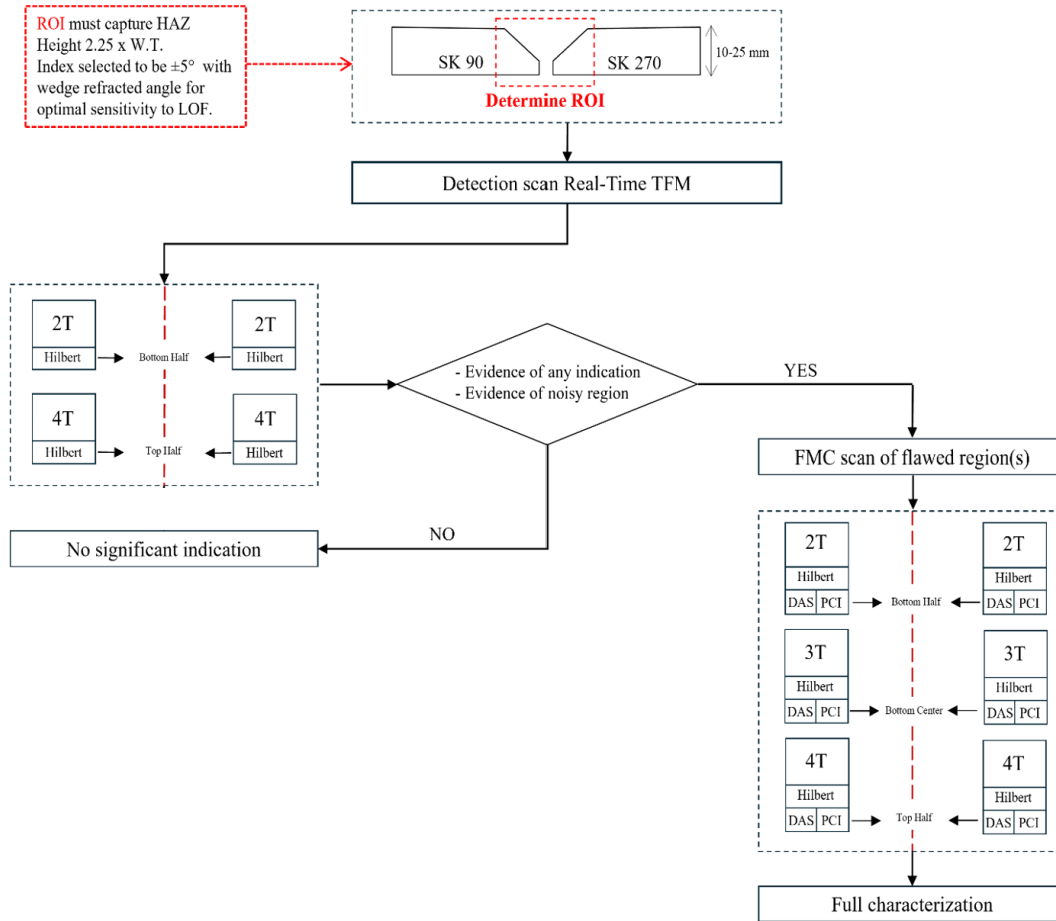 ROI must capture HAZ
Height 2.25 x W.T.
Index selected to be ±5° with
wedge refracted angle for
optimal sensitivity to LOF.
SK 90
SK 270
10-25 mm
Determine ROI
Detection scan Real-Time TFM
2T
2T
Hilbert
Bottom Half
Hilbert
4T
4T
Hilbert
Top Half
Hilbert
- Evidence of any indication
- Evidence of noisy region
YES
NO
No significant indication
FMC scan of flawed region(s)
2T
2T
Hilbert
Hilbert
DAS PCI
Bottom Half
DAS PCI
3T
3T
Hilbert
Hilbert
DAS PCI
Bottom Center
DAS PCI
4T
4T
Hilbert
Hilbert
DAS PCI
Top Half
DAS PCI
Full characterization